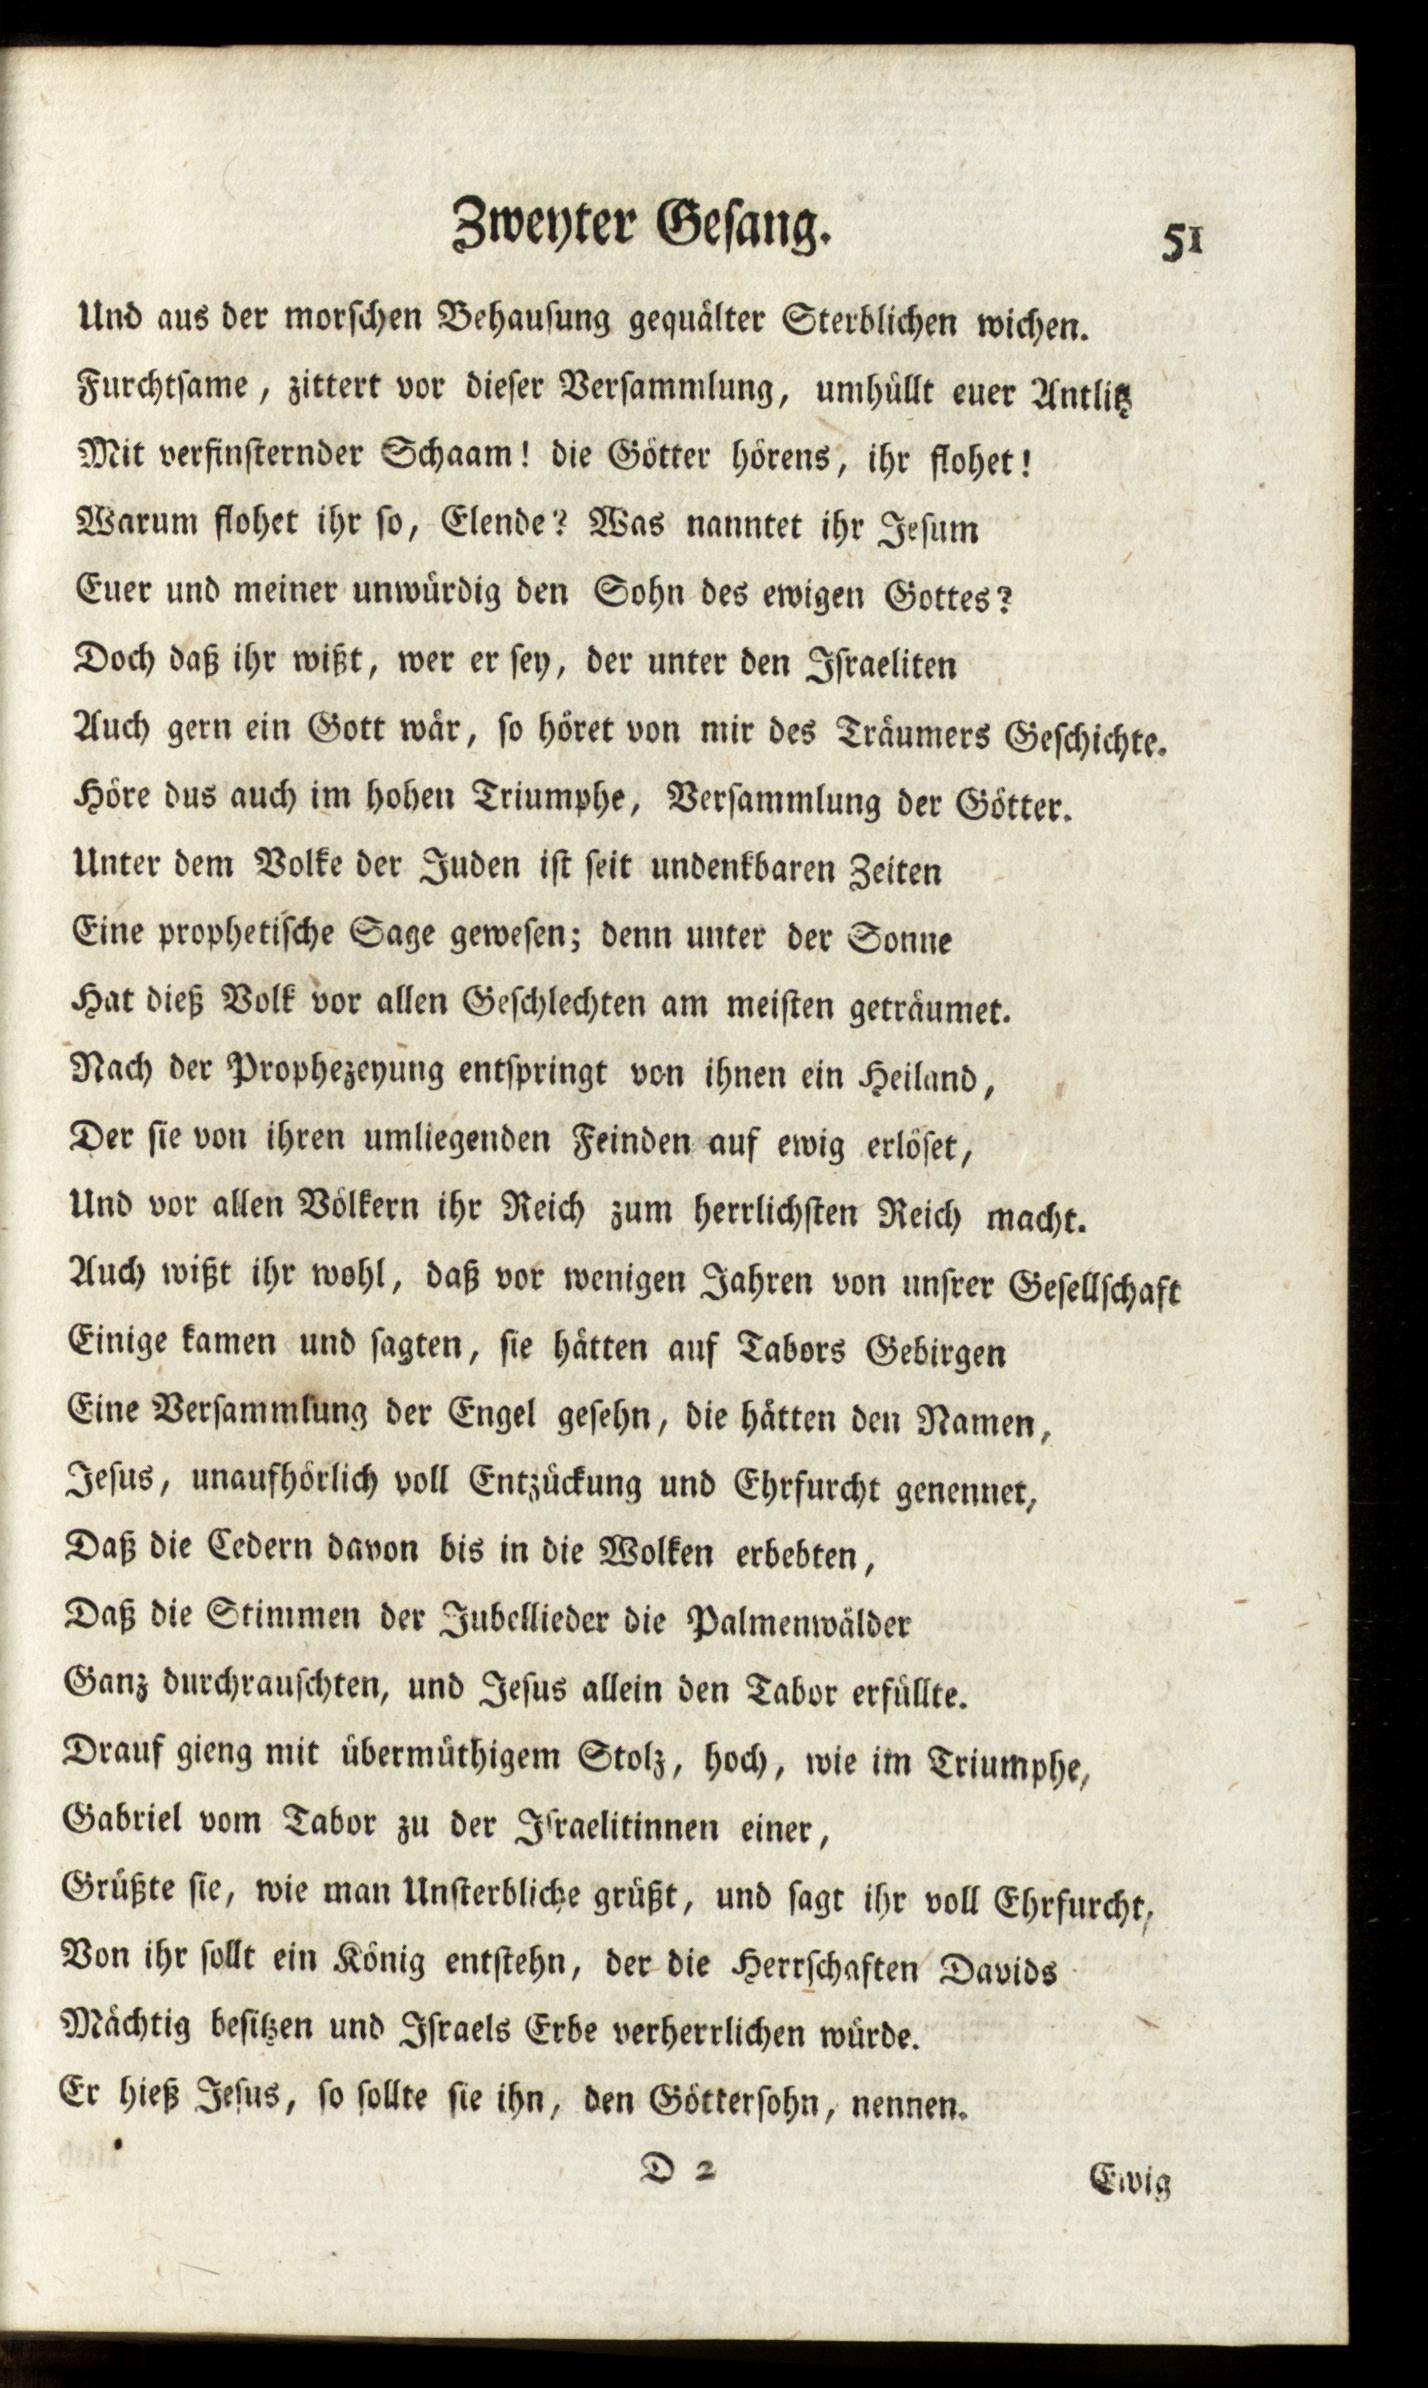 Zweyter Gesang.
51
Und aus der morschen Behausung gequälter Sterblichen wichen.
Furchtsame, zittert vor dieser Versammlung, umhüllt euer Antlitz
Mit verfinsternder Schaam! die Götter hörens, ihr flohet!
Warum flohet ihr so, Elende? Was nanntet ihr Jesum
Euer und meiner unwürdig den Sohn des ewigen Gottes?
Doch daß ihr wißt, wer er sey, der unter den Israeliten
Auch gern ein Gott wär, so höret von mir des Träumers Geschichte.
Höre dus auch im hohen Triumphe, Versammlung der Götter.
Unter dem Volke der Juden ist seit undenkbaren Zeiten
Eine prophetische Sage gewesen; denn unter der Sonne
Hat dieß Volk vor allen Geschlechten am meisten geträumet.
Nach der Prophezeyung entspringt von ihnen ein Heiland,
Der sie von ihren umliegenden Feinden auf ewig erlöset,
Und vor allen Völkern ihr Reich zum herrlichsten Reich macht.
Auch wißt ihr wohl, daß vor wenigen Jahren von unsrer Gesellschaft
Einige kamen und sagten, sie hätten auf Tabors Gebirgen
Eine Versammlung der Engel gesehn, die hätten den Namen,
Jesus, unaufhörlich voll Entzückung und Ehrfurcht genennet,
Daß die Cedern davon bis in die Wolken erbebten,
Daß die Stimmen der Jubellieder die Palmenwälder
Ganz durchrauschten, und Jesus allein den Tabor erfüllte.
Drauf gieng mit übermüthigem Stolz, hoch, wie im Triumphe,
Gabriel vom Tabor zu der Israelitinnen einer,
Grüßte sie, wie man Unsterbliche grüßt, und sagt ihr voll Ehrfurcht,
Von ihr sollt ein König entstehn, der die Herrschaften Davids
Mächtig besitzen und Israels Erbe verherrlichen würde.
Er hieß Jesus, so sollte sie ihn, den Göttersohn, nennen.
D 2
Ewig